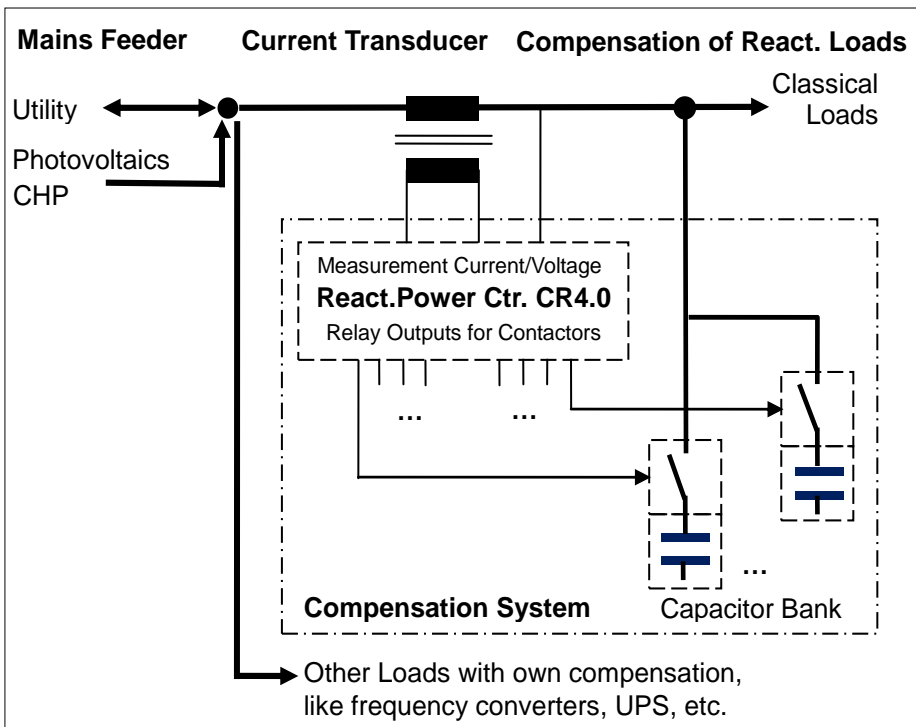 Mains Feeder
Current Transducer
Compensation of React. Loads
Utility
Classical
Loads
Photovoltaics
CHP
Measurement Current/Voltage
React.Power Ctr. CR4.0
Relay Outputs for Contactors
...
...
...
Compensation System
Capacitor Bank
Other Loads with own compensation,
like frequency converters, UPS, etc.